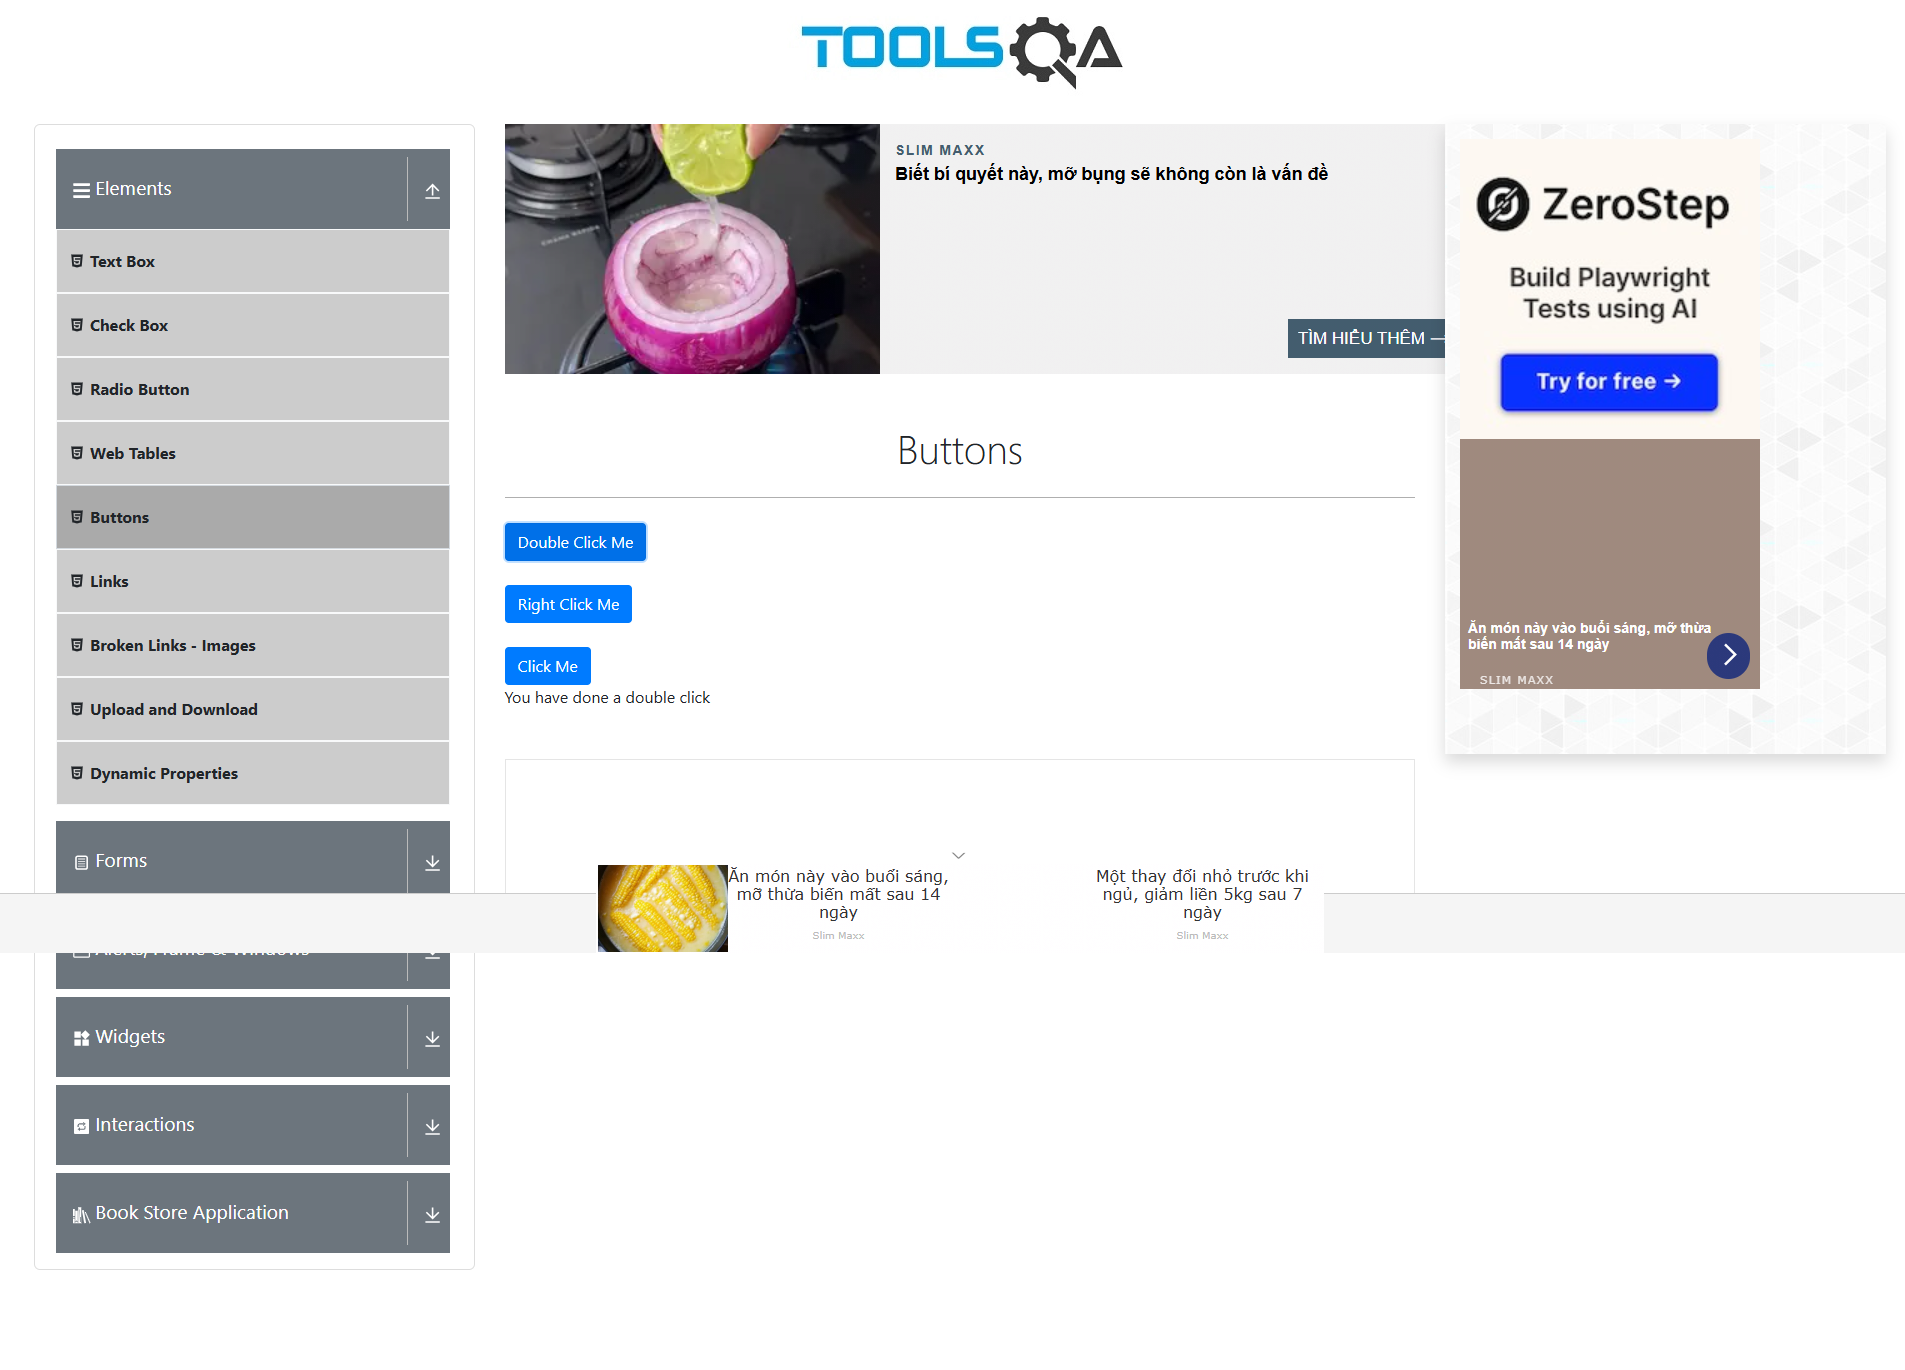 TOOLSQA
Elements
Text Box
Check Box
Radio Button
Web Tables
Buttons
Links
Broken Links - Images
Upload and Download
Dynamic Properties
Forms
Alerts, Frame & Windows
Widgets
Interactions
Book Store Application
SLIM MAXX
Biết bí quyết này, mỡ bụng sẽ không còn là vấn đề
TÌM HIỂU THÊM
Buttons
Double Click Me
Right Click Me
Click Me
You have done a double click
ZeroStep
Build Playwright
Tests using AI
Try for free →
Ăn món này vào buổi sáng, mỡ thừa
biến mất sau 14 ngày
SLIM MAXX
Ăn món này vào buổi sáng,
mỡ thừa biến mất sau 14
ngày
Slim Maxx
Một thay đổi nhỏ trước khi
ngủ, giảm liền 5kg sau 7
ngày
Slim Maxx